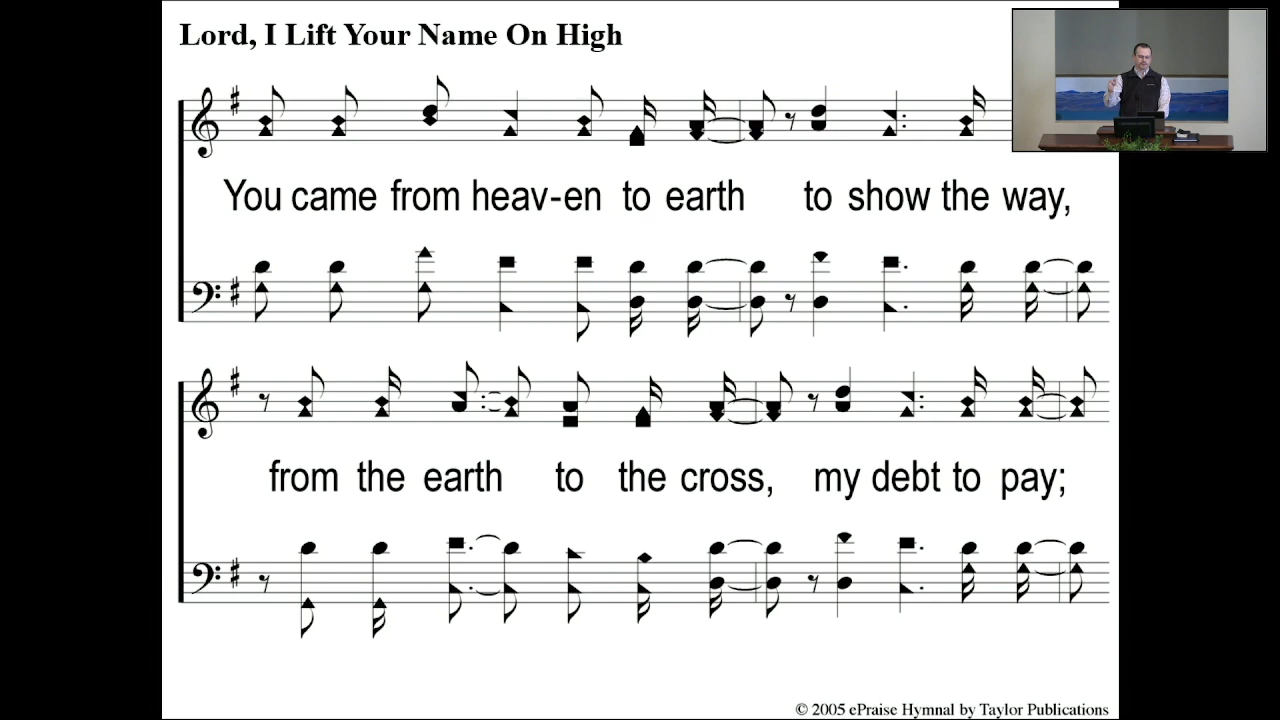 Lord, I Lift Your Name On High
You came from heav-en to earth to show the way,
from the earth to the cross, my debt to pay;
© 2005 ePraise Hymnal by Taylor Publications